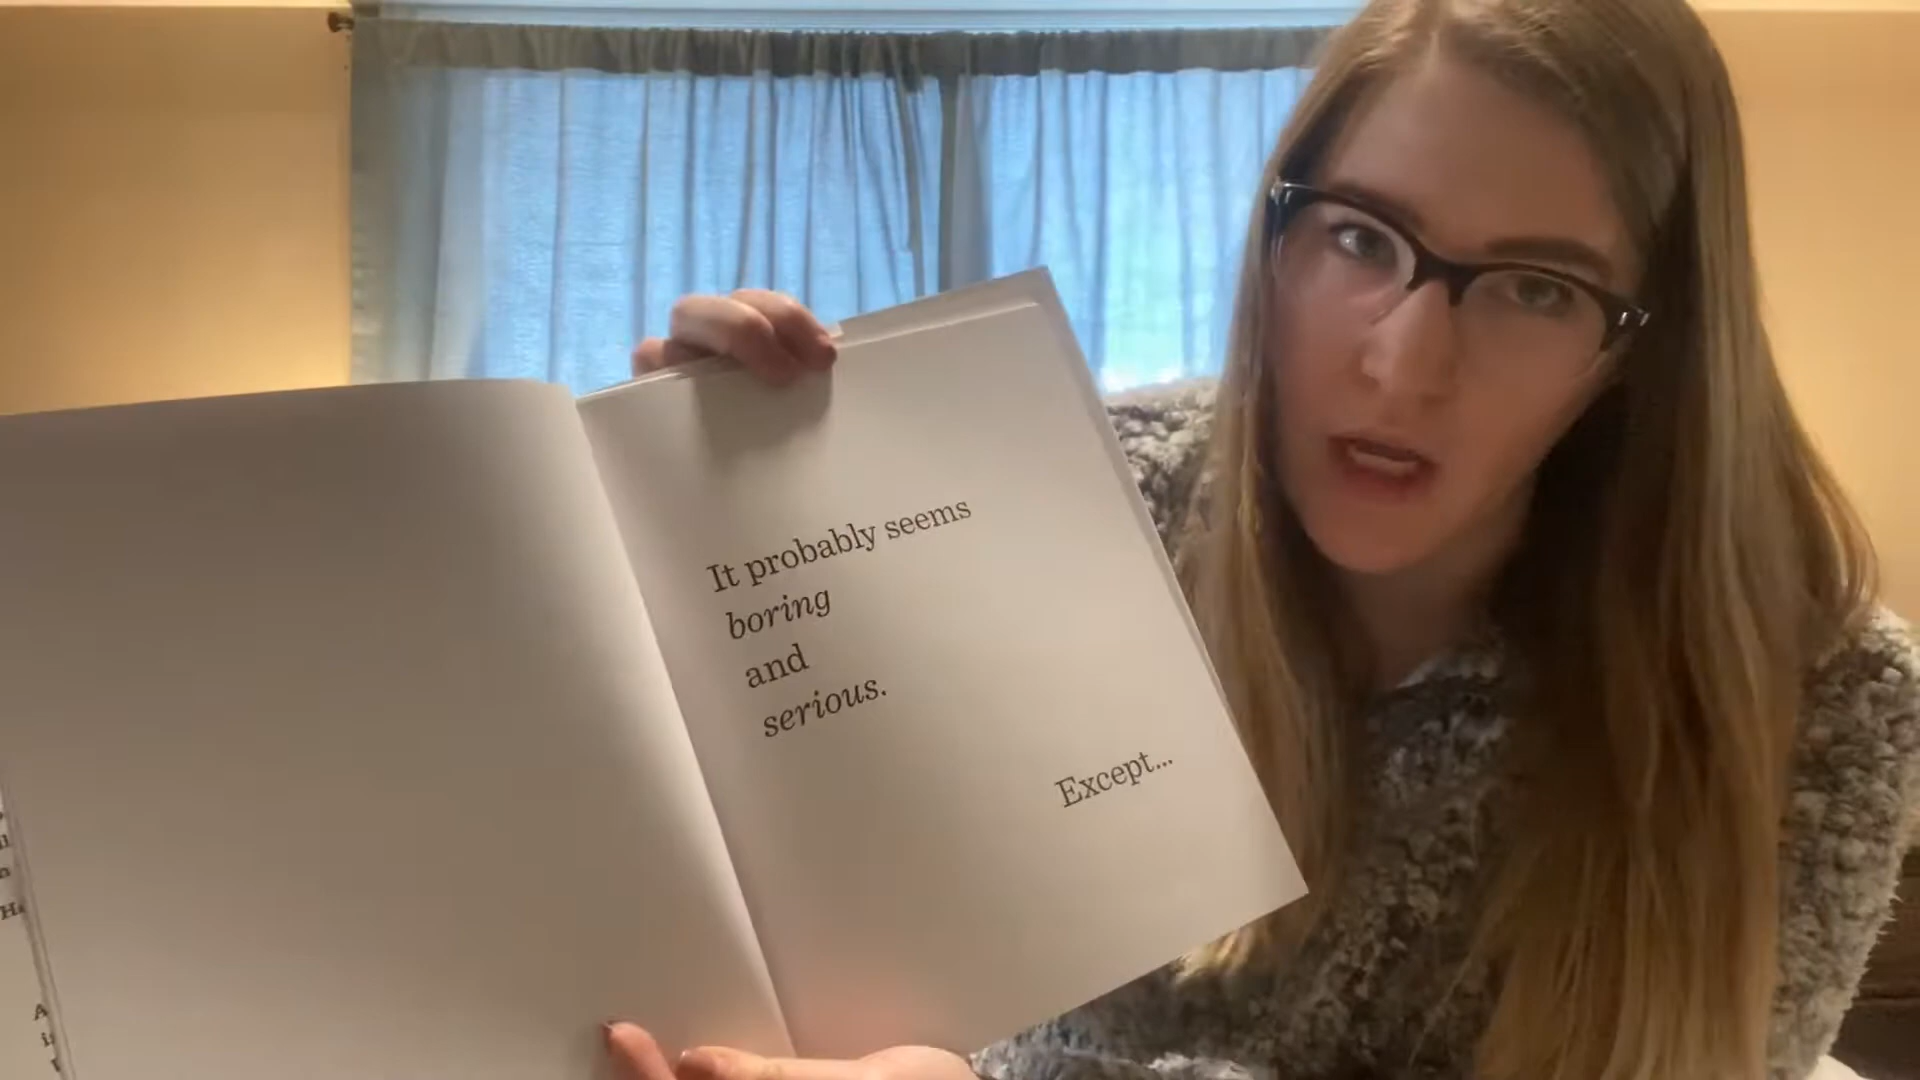 It probably seems
boring
and
serious.
Except...